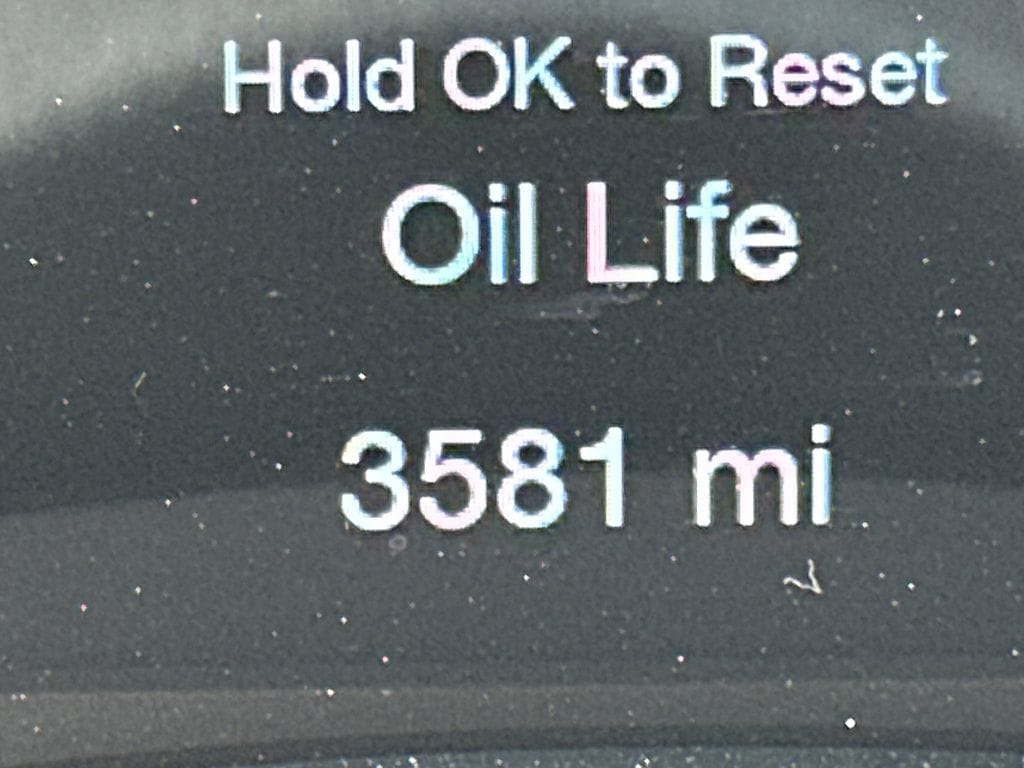 Hold OK to Reset
Oil Life
3581 mi